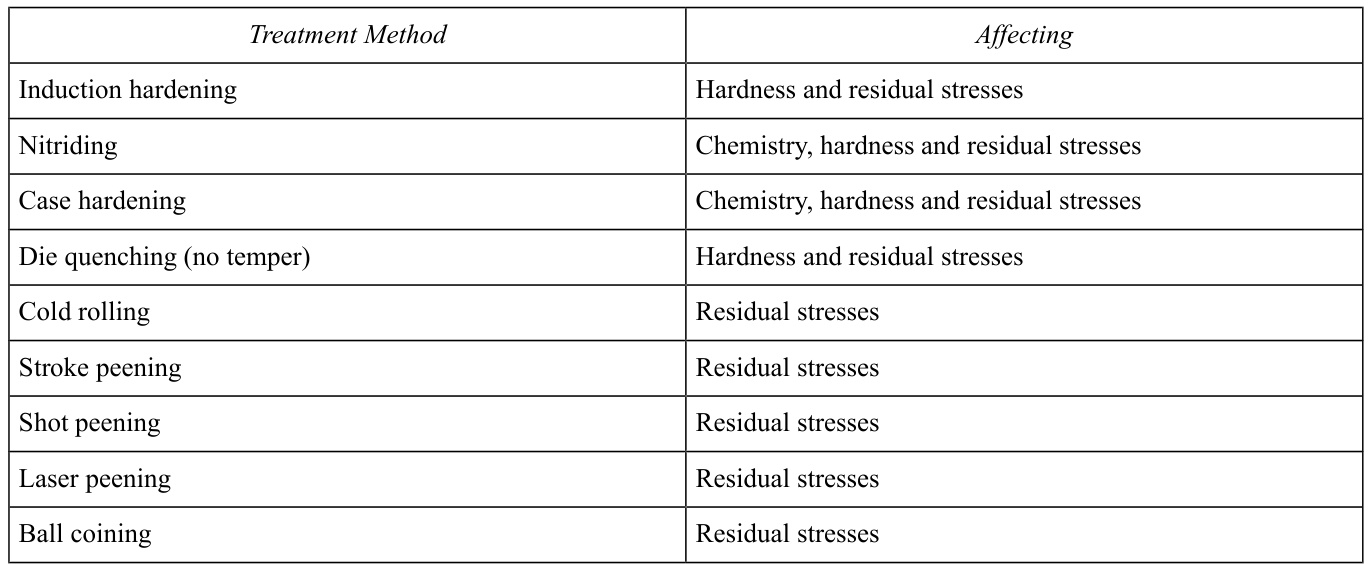 Treatment Method
Affecting
Induction hardening
Hardness and residual stresses
Nitriding
Chemistry, hardness and residual stresses
Case hardening
Chemistry, hardness and residual stresses
Die quenching (no temper)
Hardness and residual stresses
Cold rolling
Residual stresses
Stroke peening
Residual stresses
Shot peening
Residual stresses
Laser peening
Residual stresses
Ball coining
Residual stresses